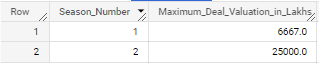 Row Season_Number Maximum_Deal_Valuation_in_Lakhs
1 1 6667.0
2 2 25000.0